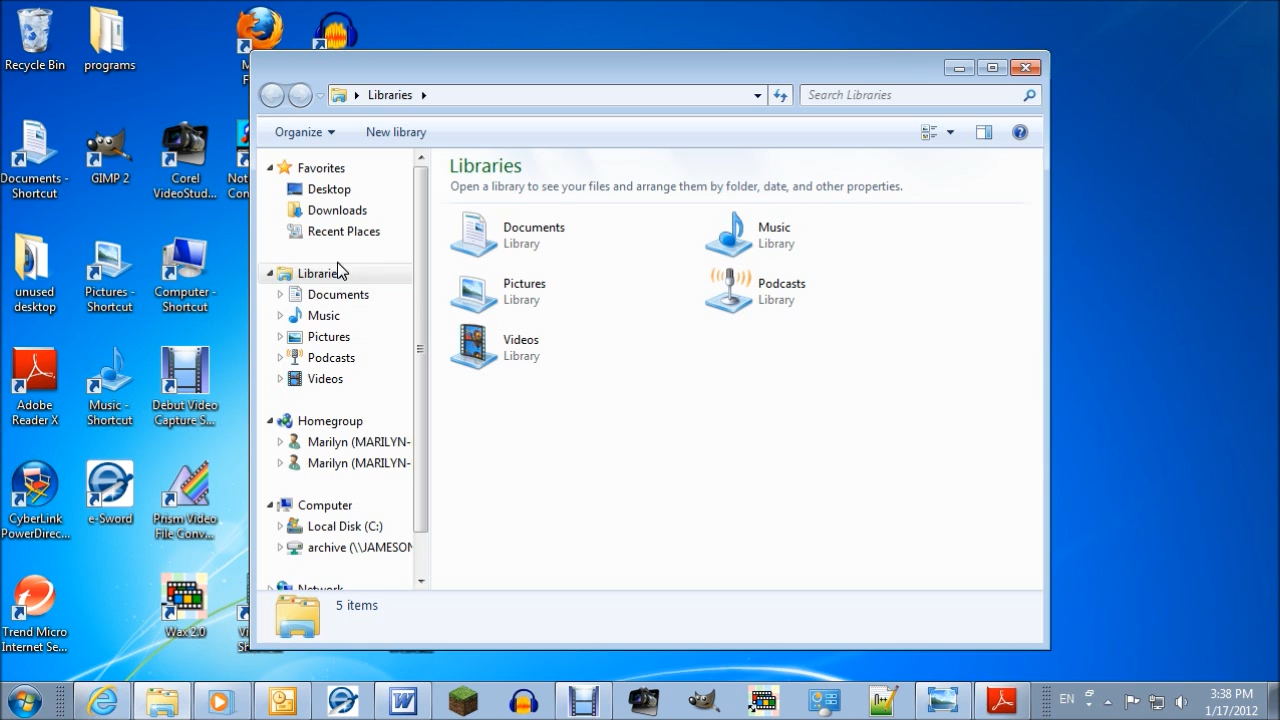 Recycle Bin
programs
Documents -
Shortcut
GIMP 2
Corel
VideoStud...
unused
desktop
Pictures -
Shortcut
Computer -
Shortcut
Adobe
Reader X
Music -
Shortcut
Debut Video
Capture S...
CyberLink
PowerDirec...
e-Sword
Prism Video
File Conv...
Trend Micro
Internet Se...
Wax 2.0
Libraries
Search Libraries
Organize
New library
Favorites
Desktop
Downloads
Recent Places
Libraries
Documents
Music
Pictures
Podcasts
Videos
Homegroup
Marilyn (MARILYN-
Marilyn (MARILYN-
Computer
Local Disk (C:)
archive (\\JAMESON
Network
Libraries
Open a library to see your files and arrange them by folder, date, and other properties.
Documents
Library
Music
Library
Pictures
Library
Podcasts
Library
Videos
Library
5 items
EN
3:38 PM
1/17/2012